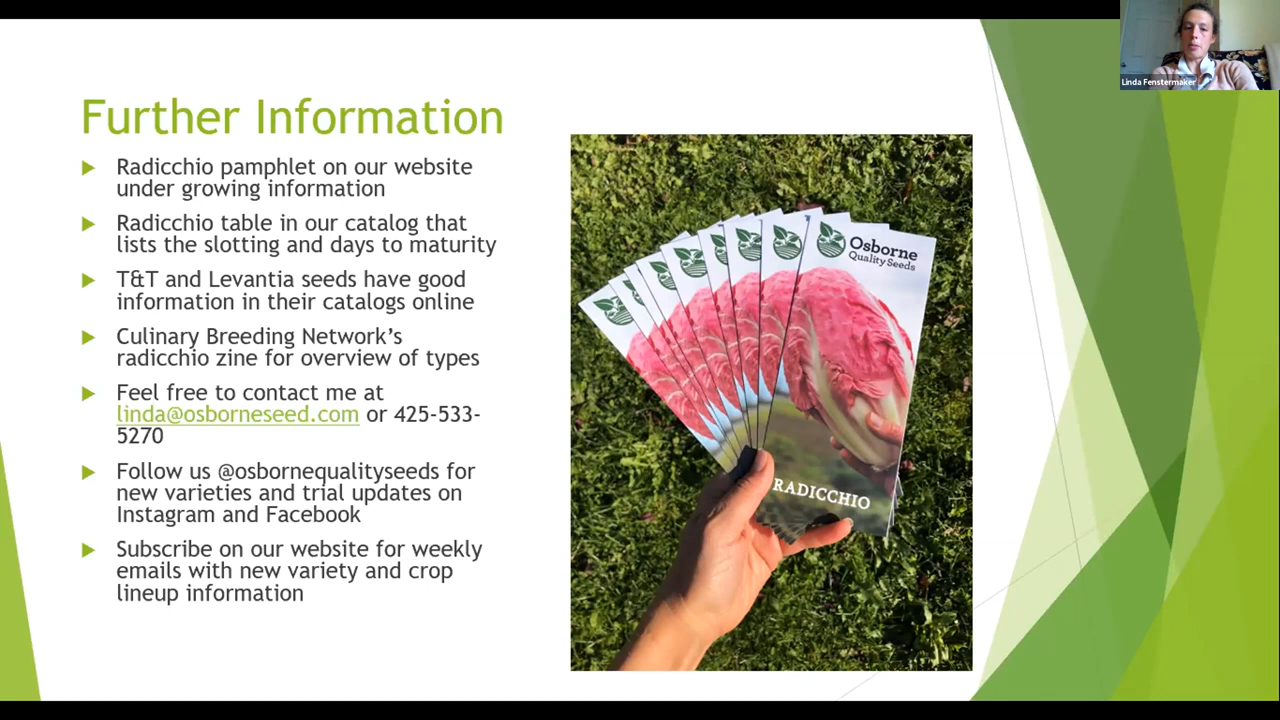 Linda Fenstermaker
Further Information
Radicchio pamphlet on our website
under growing information
Radicchio table in our catalog that
lists the slotting and days to maturity
T&T and Levantia seeds have good
information in their catalogs online
Culinary Breeding Network’s
radicchio zine for overview of types
Feel free to contact me at
linda@osborneseed.com or 425-533-
5270
Follow us @osbornequalityseeds for
new varieties and trial updates on
Instagram and Facebook
Subscribe on our website for weekly
emails with new variety and crop
lineup information
Osborne
Quality Seeds
RADICCHIO